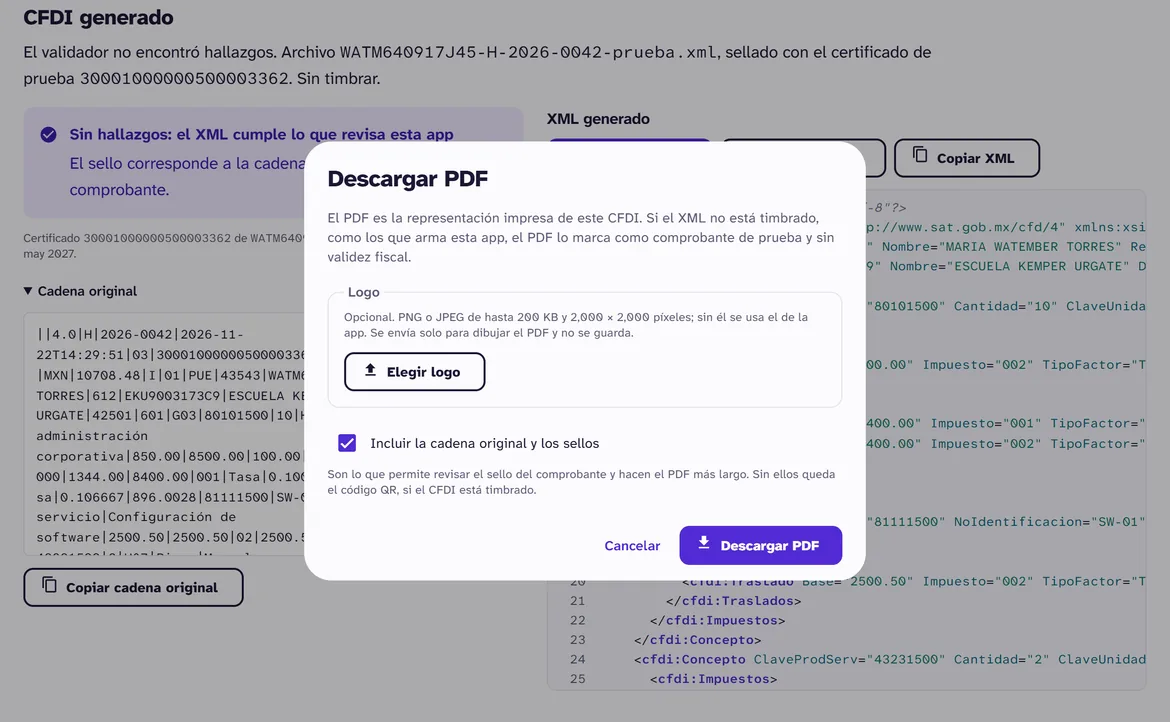 CFDI generado
El validador no encontró hallazgos. Archivo WATM640917J45-H-2026-0042-prueba.xml, sellado con el certificado de
prueba 30001000000500003362. Sin timbrar.
Sin hallazgos: el XML cumple lo que revisa esta app
El sello corresponde a la cadena
comprobante.
Certificado 30001000000500003362 de WATM6409
may 2027.
▼ Cadena original
||4.0|H|2026-0042|2026-11-
22T14:29:51|03|3000100000050000336
|MXN|10708.48|I|01|PUE|43543|WATM6
TORRES|612|EKU9003173C9|ESCUELA KE
URGATE|42501|601|G03|80101500|10|H
administración
corporativa|850.00|8500.00|100.00|
000|1344.00|8400.00|001|Tasa|0.100
sa|0.106667|896.0028|81111500|SW-0
servicio|Configuración de
software|2500.50|2500.50|02|2500.5
Copiar cadena original
XML generado
Copiar XML
-8"?>
p://www.sat.gob.mx/cfd/4" xmlns:xsi
" Nombre="MARIA WATEMBER TORRES" Re
9" Nombre="ESCUELA KEMPER URGATE" D
"80101500" Cantidad="10" ClaveUnida
00.00" Impuesto="002" TipoFactor="T
400.00" Impuesto="001" TipoFactor="
400.00" Impuesto="002" TipoFactor="
"81111500" NoIdentificacion="SW-01"
20 <cfdi:Traslado Base="2500.50" Impuesto="002" TipoFactor="T
21 </cfdi:Traslados>
22 </cfdi:Impuestos>
23 </cfdi:Concepto>
24 <cfdi:Concepto ClaveProdServ="43231500" Cantidad="2" ClaveUnidad
25 <cfdi:Impuestos>
Descargar PDF
El PDF es la representación impresa de este CFDI. Si el XML no está timbrado,
como los que arma esta app, el PDF lo marca como comprobante de prueba y sin
validez fiscal.
Logo
Opcional. PNG o JPEG de hasta 200 KB y 2,000 × 2,000 píxeles; sin él se usa el de la
app. Se envía solo para dibujar el PDF y no se guarda.
Elegir logo
Incluir la cadena original y los sellos
Son lo que permite revisar el sello del comprobante y hacen el PDF más largo. Sin ellos queda
el código QR, si el CFDI está timbrado.
Cancelar
Descargar PDF